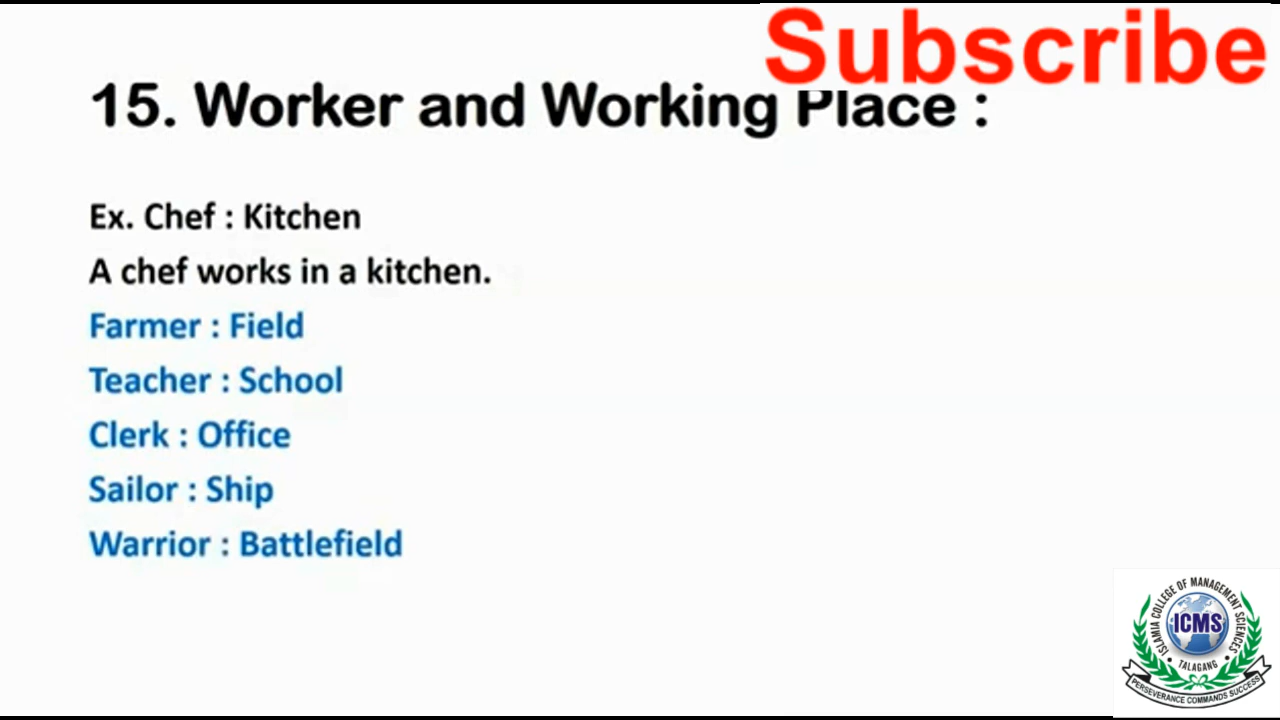 Subscribe
15. Worker and Working Place :
Ex. Chef : Kitchen
A chef works in a kitchen.
Farmer : Field
Teacher : School
Clerk : Office
Sailor : Ship
Warrior : Battlefield
ISLAMIA COLLEGE OF MANAGEMENT SCIENCES
ICMS
• TALAGANG •
PERSEVERANCE COMMANDS SUCCESS